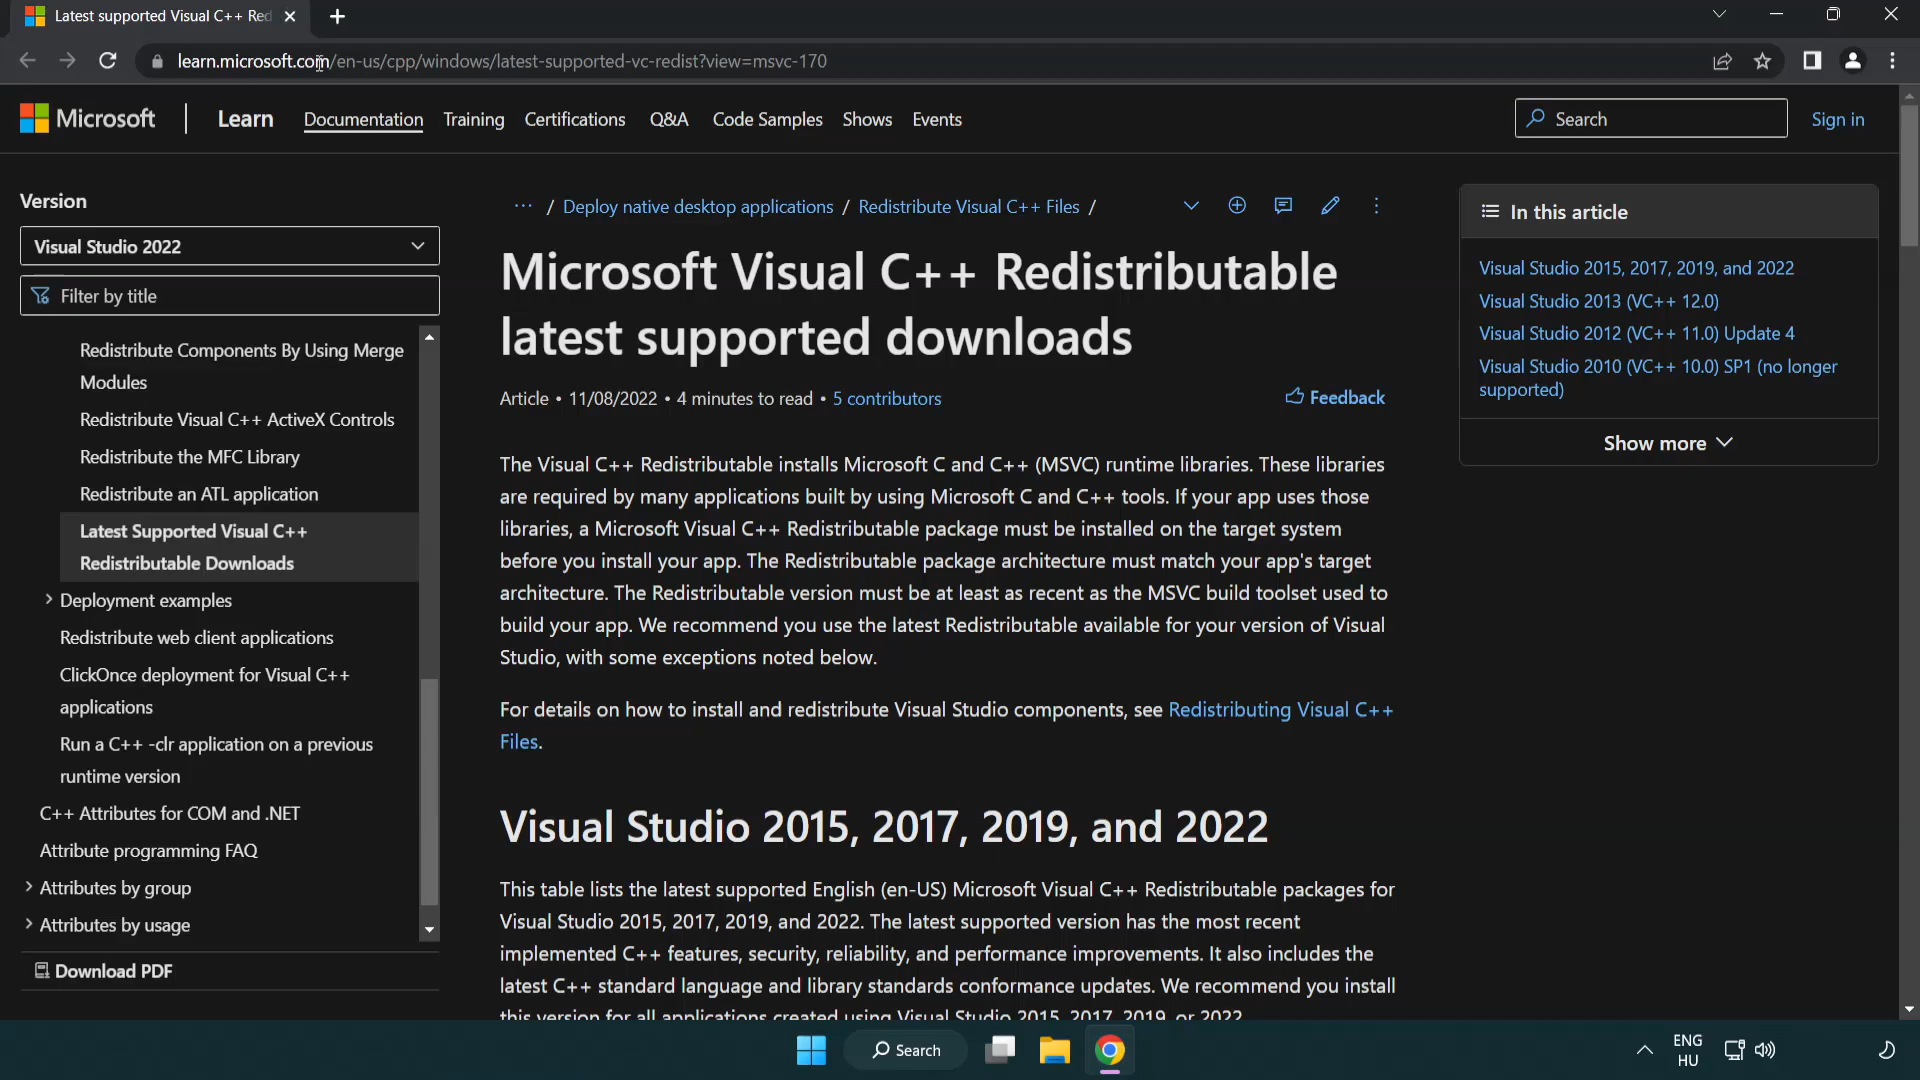 Latest supported Visual C++ Red
learn.microsoft.com/en-us/cpp/windows/latest-supported-vc-redist?view=msvc-170
Microsoft
Learn
Documentation
Training
Certifications
Q&A
Code Samples
Shows
Events
Search
Sign in
Version
Visual Studio 2022
Filter by title
Redistribute Components By Using Merge
Modules
Redistribute Visual C++ ActiveX Controls
Redistribute the MFC Library
Redistribute an ATL application
Latest Supported Visual C++
Redistributable Downloads
Deployment examples
Redistribute web client applications
ClickOnce deployment for Visual C++
applications
Run a C++ -clr application on a previous
runtime version
C++ Attributes for COM and .NET
Attribute programming FAQ
Attributes by group
Attributes by usage
Download PDF
··· / Deploy native desktop applications / Redistribute Visual C++ Files /
Microsoft Visual C++ Redistributable
latest supported downloads
Article • 11/08/2022 • 4 minutes to read • 5 contributors
Feedback
The Visual C++ Redistributable installs Microsoft C and C++ (MSVC) runtime libraries. These libraries
are required by many applications built by using Microsoft C and C++ tools. If your app uses those
libraries, a Microsoft Visual C++ Redistributable package must be installed on the target system
before you install your app. The Redistributable package architecture must match your app's target
architecture. The Redistributable version must be at least as recent as the MSVC build toolset used to
build your app. We recommend you use the latest Redistributable available for your version of Visual
Studio, with some exceptions noted below.
For details on how to install and redistribute Visual Studio components, see Redistributing Visual C++
Files.
Visual Studio 2015, 2017, 2019, and 2022
This table lists the latest supported English (en-US) Microsoft Visual C++ Redistributable packages for
Visual Studio 2015, 2017, 2019, and 2022. The latest supported version has the most recent
implemented C++ features, security, reliability, and performance improvements. It also includes the
latest C++ standard language and library standards conformance updates. We recommend you install
this version for all applications created using Visual Studio 2015, 2017, 2019, or 2022.
In this article
Visual Studio 2015, 2017, 2019, and 2022
Visual Studio 2013 (VC++ 12.0)
Visual Studio 2012 (VC++ 11.0) Update 4
Visual Studio 2010 (VC++ 10.0) SP1 (no longer
supported)
Show more
Search
ENG
HU